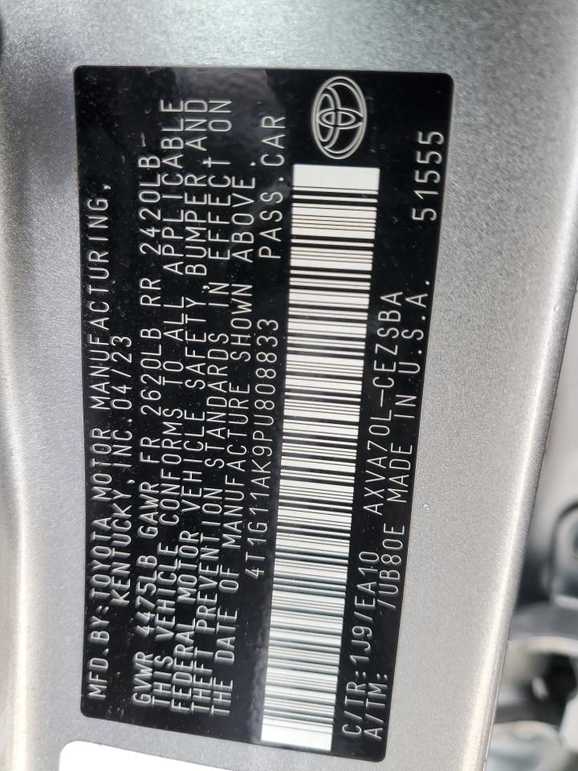 MFD.BY:TOYOTA MOTOR MANUFACTURING,
KENTUCKY,INC.04/23
GVWR 4475LB GAWR FR 2620LB RR 2420LB
THIS VEHICLE CONFORMS TO ALL APPLICABLE
FEDERAL MOTOR VEHICLE SAFETY, BUMPER, AND
THEFT PREVENTION STANDARDS IN EFFECT ON
THE DATE OF MANUFACTURE SHOWN ABOVE.
4T1G11AK9PU808833 PASS.CAR
C/TR:1J9/EA10 AXVA70L-CEZSBA
A/TM: /UB80E MADE IN U.S.A.
51555